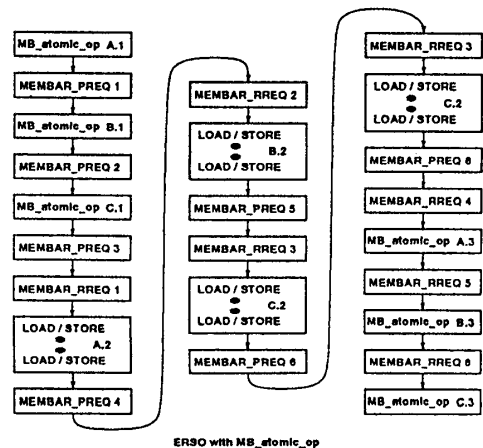 MB_atomic_op A.1
MEMBAR_PREQ 1
MB_atomic_op B.1
MEMBAR_PREQ 2
MB_atomic_op C.1
MEMBAR_PREQ 3
MEMBAR_RREQ 1
LOAD / STORE
A.2
LOAD / STORE
MEMBAR_PREQ 4
MEMBAR_RREQ 2
LOAD / STORE
B.2
LOAD / STORE
MEMBAR_PREQ 5
MEMBAR_RREQ 3
LOAD / STORE
C.2
LOAD / STORE
MEMBAR_PREQ 6
MEMBAR_RREQ 3
LOAD / STORE
C.2
LOAD / STORE
MEMBAR_PREQ 6
MEMBAR_RREQ 4
MB_atomic_op A.3
MEMBAR_RREQ 5
MB_atomic_op B.3
MEMBAR_RREQ 6
MB_atomic_op C.3
ERSO with MB_atomic_op